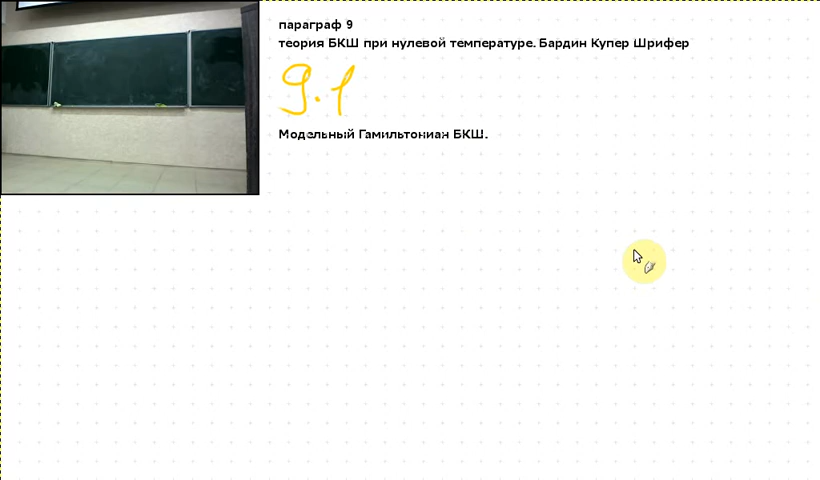 параграф 9
теория БКШ при нулевой температуре. Бардин Купер Шрифер
9.1
Модельный Гамильтониан БКШ.